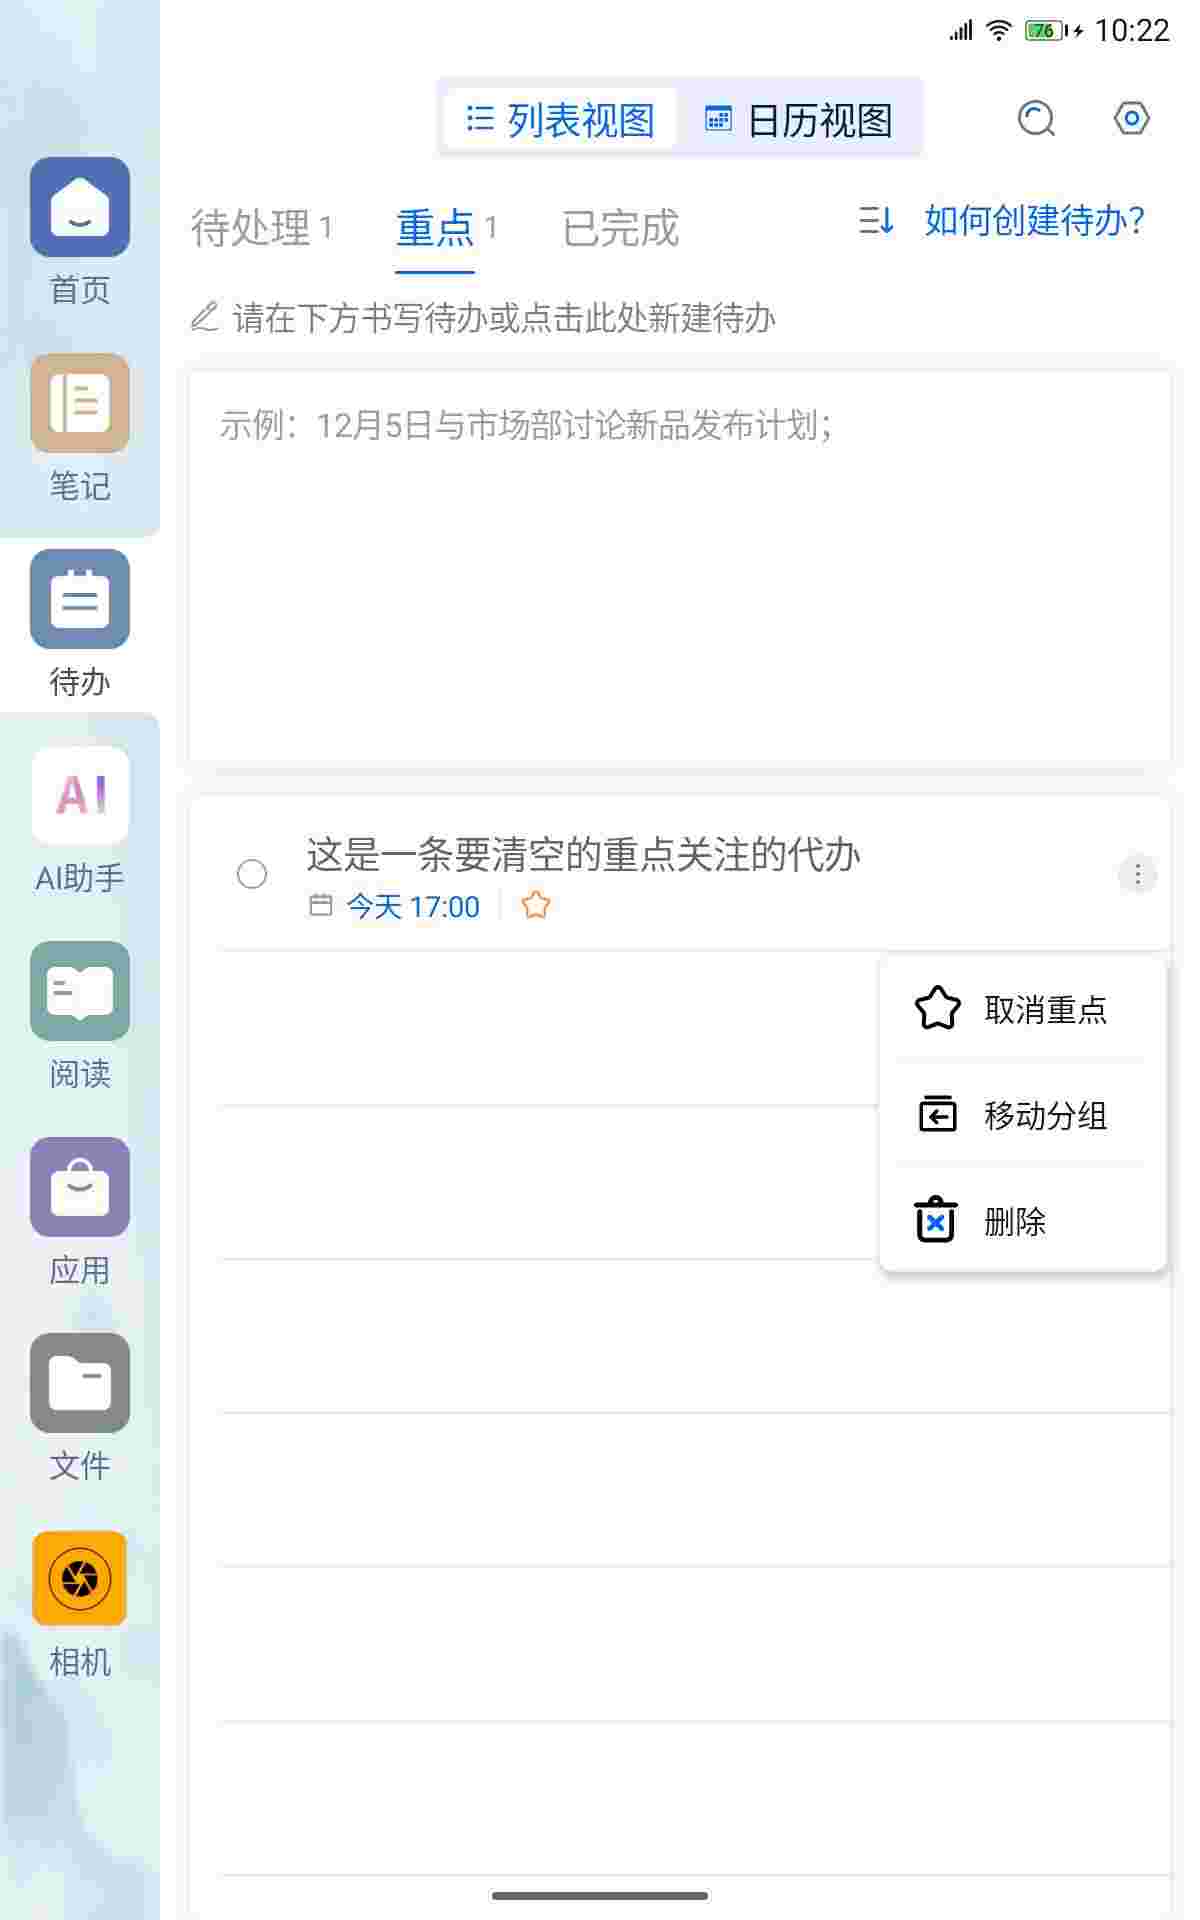 76 10:22
列表视图 日历视图
待处理 1 重点 1 已完成 如何创建待办?
请在下方书写待办或点击此处新建待办
示例：12月5日与市场部讨论新品发布计划；
这是一条要清空的重点关注的代办
今天 17:00
取消重点
移动分组
删除
首页
笔记
待办
AI
AI助手
阅读
应用
文件
相机